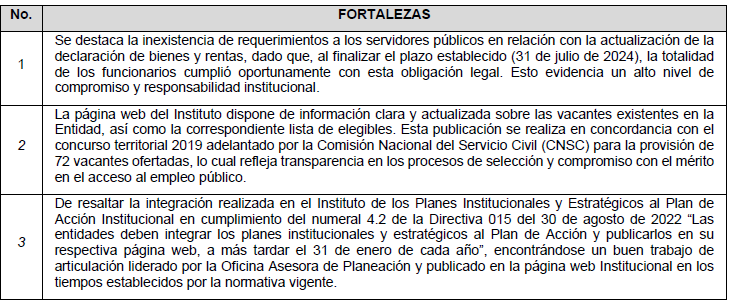 No. FORTALEZAS
Se destaca la inexistencia de requerimientos a los servidores públicos en relación con la actualización de la
declaración de bienes y rentas, dado que, al finalizar el plazo establecido (31 de julio de 2024), la totalidad
1
de los funcionarios cumplió oportunamente con esta obligación legal. Esto evidencia un alto nivel de
compromiso y responsabilidad institucional.
La página web del Instituto dispone de información clara y actualizada sobre las vacantes existentes en la
Entidad, así como la correspondiente lista de elegibles. Esta publicación se realiza en concordancia con el
2
concurso territorial 2019 adelantado por la Comisión Nacional del Servicio Civil (CNSC) para la provisión de
72 vacantes ofertadas, lo cual refleja transparencia en los procesos de selección y compromiso con el mérito
en el acceso al empleo público.
De resaltar la integración realizada en el Instituto de los Planes Institucionales y Estratégicos al Plan de
Acción Institucional en cumplimiento del numeral 4.2 de la Directiva 015 del 30 de agosto de 2022 “Las
entidades deben integrar los planes institucionales y estratégicos al Plan de Acción y publicarlos en su
3
respectiva página web, a más tardar el 31 de enero de cada año”, encontrándose un buen trabajo de
articulación liderado por la Oficina Asesora de Planeación y publicado en la página web Institucional en los
tiempos establecidos por la normativa vigente.